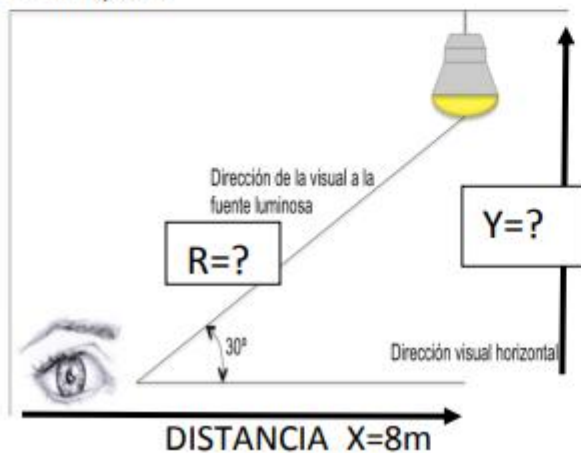 Dirección de la visual a la
fuente luminosa
R=?
Y=?
30º
Dirección visual horizontal
DISTANCIA X=8m